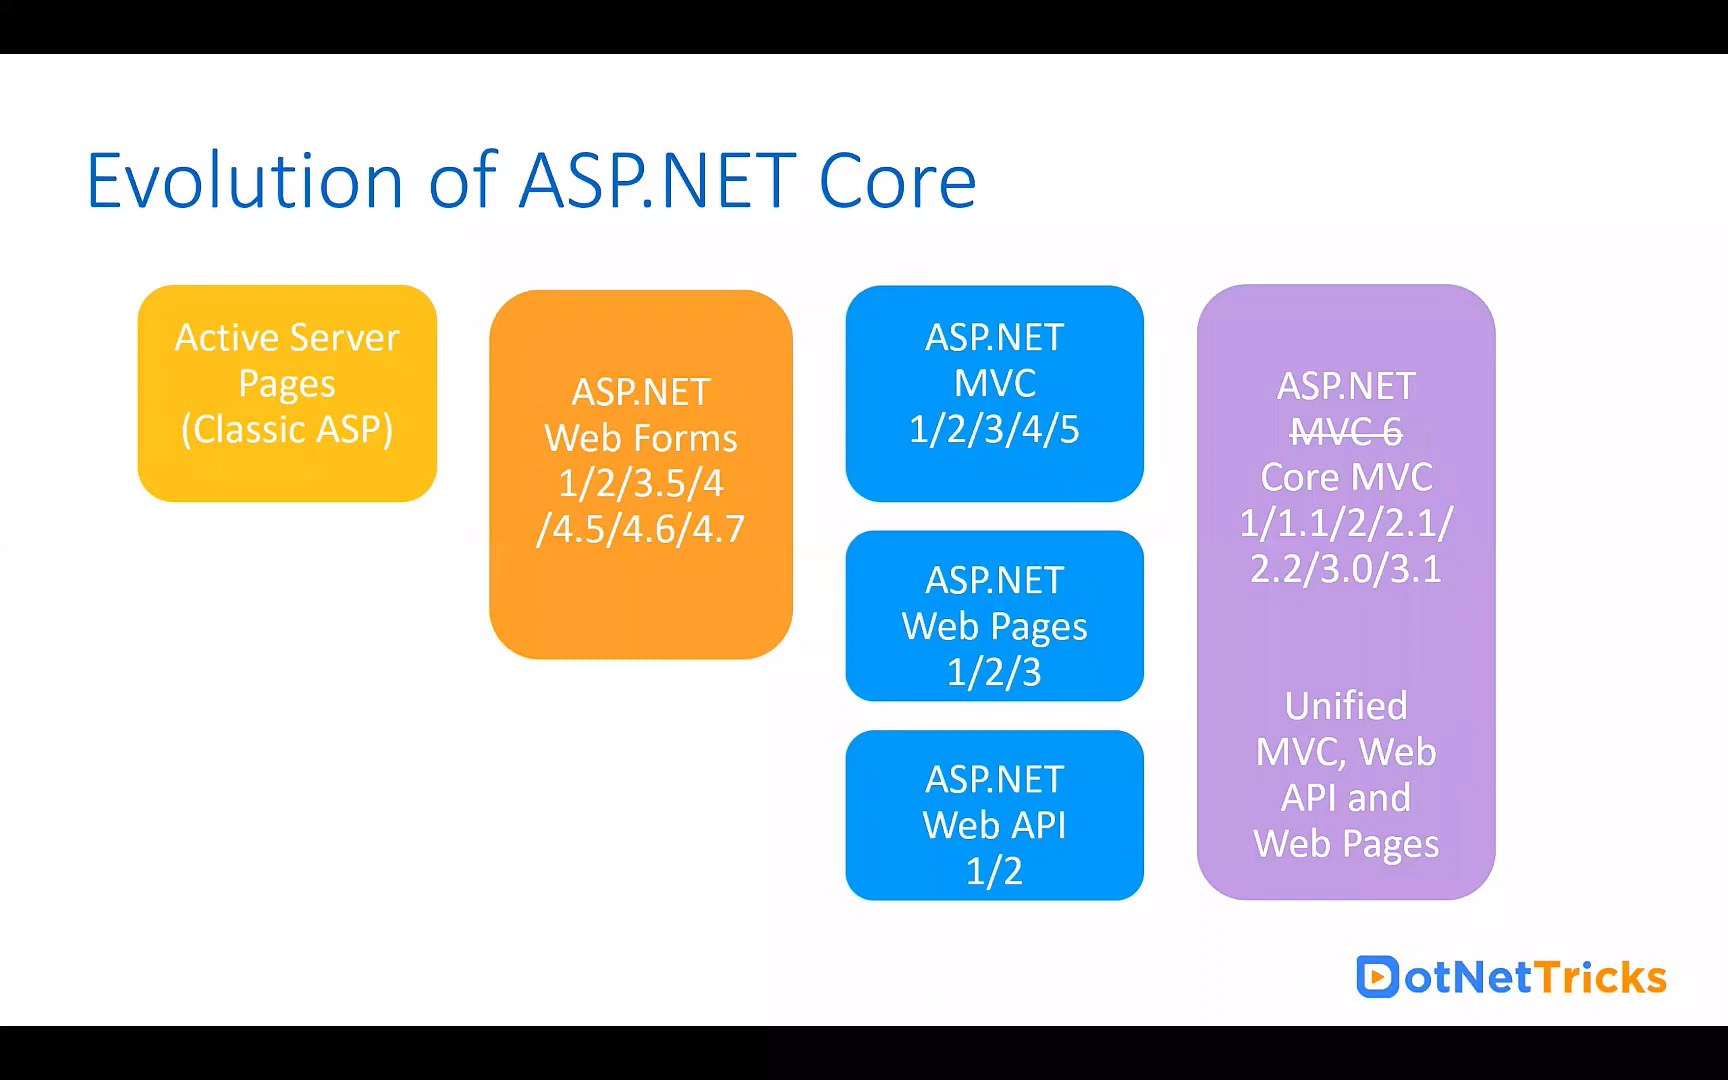 Evolution of ASP.NET Core
Active Server
Pages
(Classic ASP)
ASP.NET
Web Forms
1/2/3.5/4
/4.5/4.6/4.7
ASP.NET
MVC
1/2/3/4/5
ASP.NET
Web Pages
1/2/3
ASP.NET
Web API
1/2
ASP.NET
MVC 6
Core MVC
1/1.1/2/2.1/
2.2/3.0/3.1
Unified
MVC, Web
API and
Web Pages
DotNetTricks